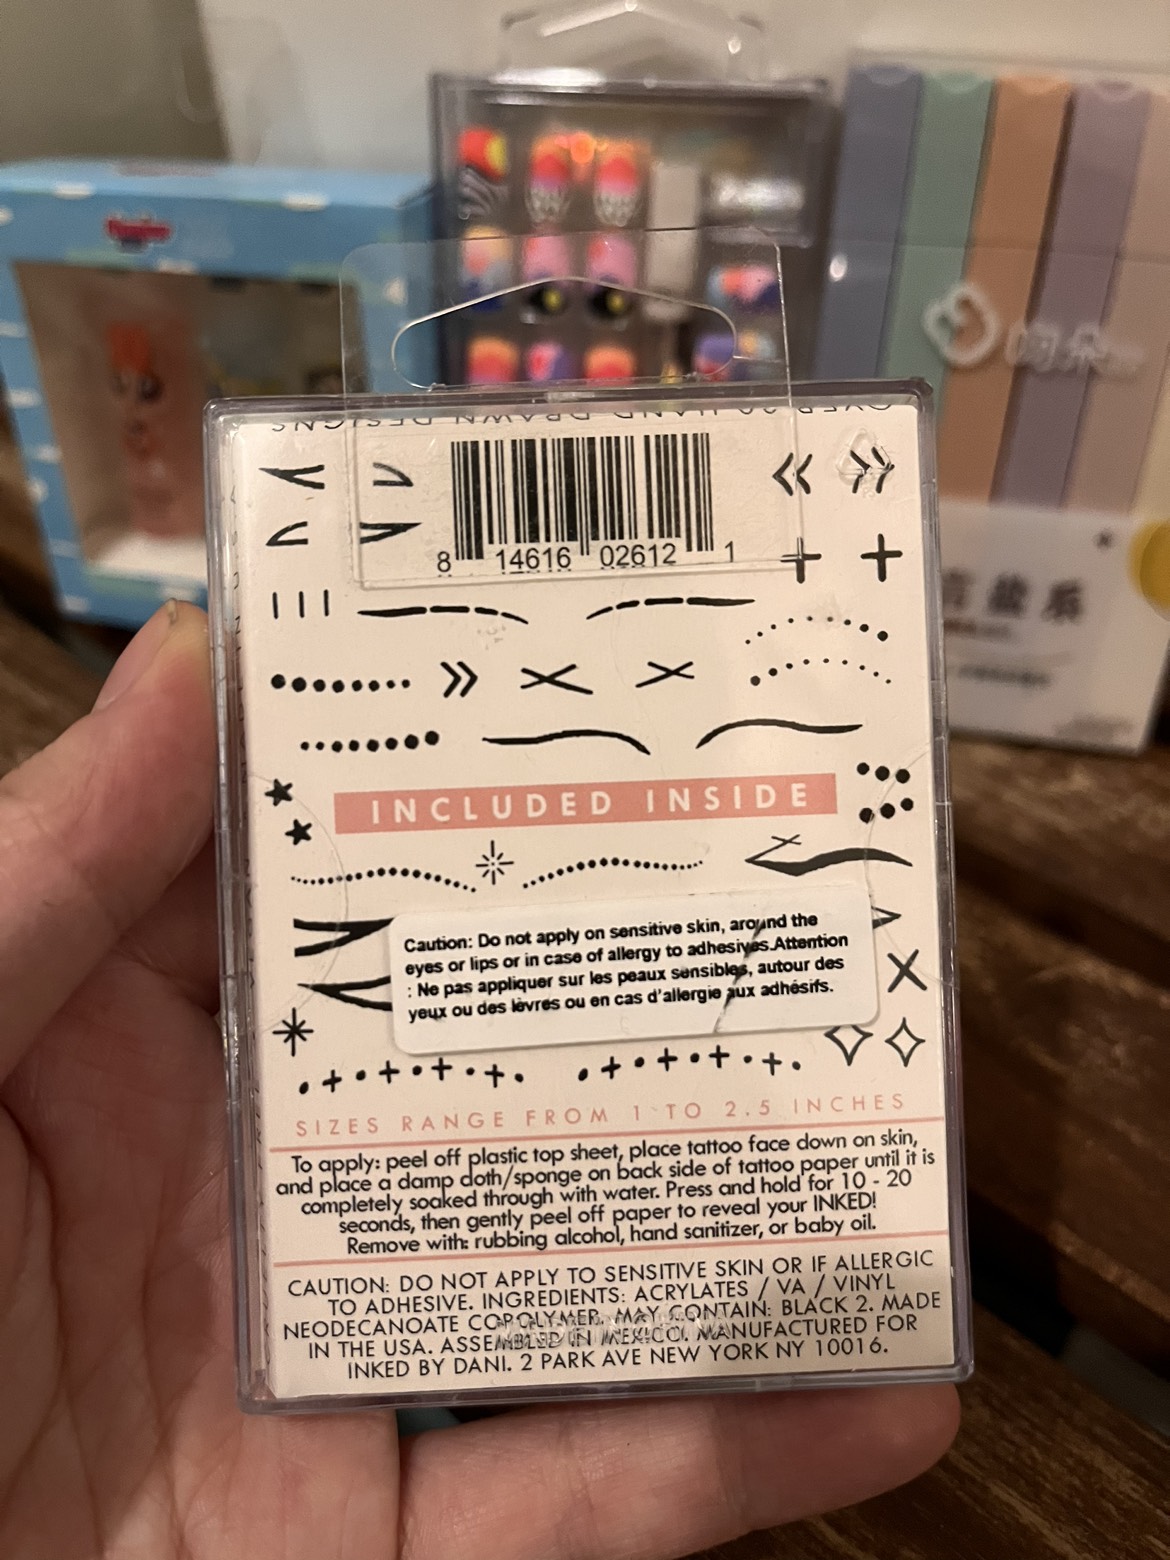 OVER 20 HAND DRAWN DESIGNS
8 14616 02612 1
INCLUDED INSIDE
Caution: Do not apply on sensitive skin, around the
eyes or lips or in case of allergy to adhesives.Attention
: Ne pas appliquer sur les peaux sensibles, autour des
yeux ou des lèvres ou en cas d'allergie aux adhésifs.
SIZES RANGE FROM 1 TO 2.5 INCHES
To apply: peel off plastic top sheet, place tattoo face down on skin,
and place a damp cloth/sponge on back side of tattoo paper until it is
completely soaked through with water. Press and hold for 10 - 20
seconds, then gently peel off paper to reveal your INKED!
Remove with: rubbing alcohol, hand sanitizer, or baby oil.
CAUTION: DO NOT APPLY TO SENSITIVE SKIN OR IF ALLERGIC
TO ADHESIVE. INGREDIENTS: ACRYLATES / VA / VINYL
NEODECANOATE COPOLYMER. MAY CONTAIN: BLACK 2. MADE
IN THE USA. ASSEMBLED IN MEXICO. MANUFACTURED FOR
INKED BY DANI. 2 PARK AVE NEW YORK NY 10016.